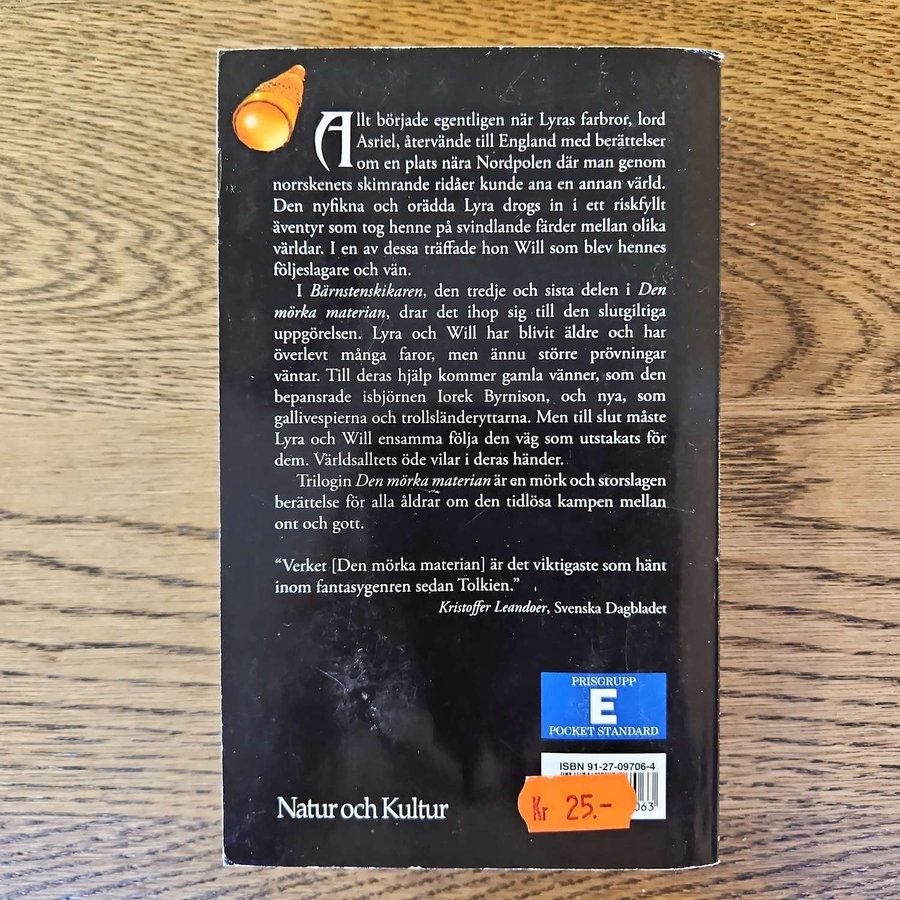 Allt började egentligen när Lyras farbror, lord
Asriel, återvände till England med berättelser
om en plats nära Nordpolen där man genom
norrskenets skimrande ridåer kunde ana en annan värld.
Den nyfikna och orädda Lyra drogs in i ett riskfyllt
äventyr som tog henne på svindlande färder mellan olika
världar. I en av dessa träffade hon Will som blev hennes
följeslagare och vän.
I Bärnstenskikaren, den tredje och sista delen i Den
mörka materian, drar det ihop sig till den slutgiltiga
uppgörelsen. Lyra och Will har blivit äldre och har
överlevt många faror, men ännu större prövningar
väntar. Till deras hjälp kommer gamla vänner, som den
bepansrade isbjörnen Iorek Byrnison, och nya, som
gallivespierna och trollsländeryttarna. Men till slut måste
Lyra och Will ensamma följa den väg som utstakats för
dem. Världsalltets öde vilar i deras händer.
Trilogin Den mörka materian är en mörk och storslagen
berättelse för alla åldrar om den tidlösa kampen mellan
ont och gott.
“Verket [Den mörka materian] är det viktigaste som hänt
inom fantasygenren sedan Tolkien.”
Kristoffer Leandoer, Svenska Dagbladet
PRISGRUPP
E
POCKET STANDARD
ISBN 91-27-09706-4
063
Kr 25.-
Natur och Kultur